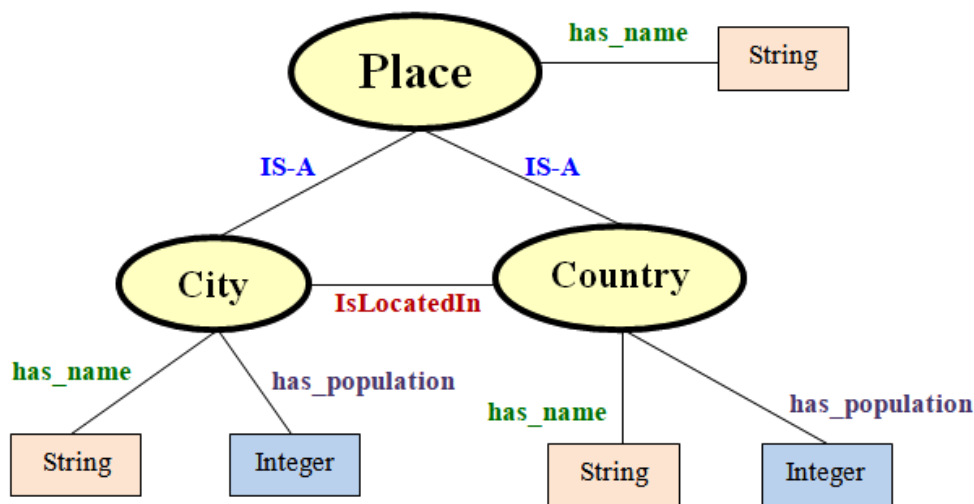 has_name
Place
String
IS-A
IS-A
City
Country
IsLocatedIn
has_name
has_population
has_name
has_population
String
Integer
String
Integer